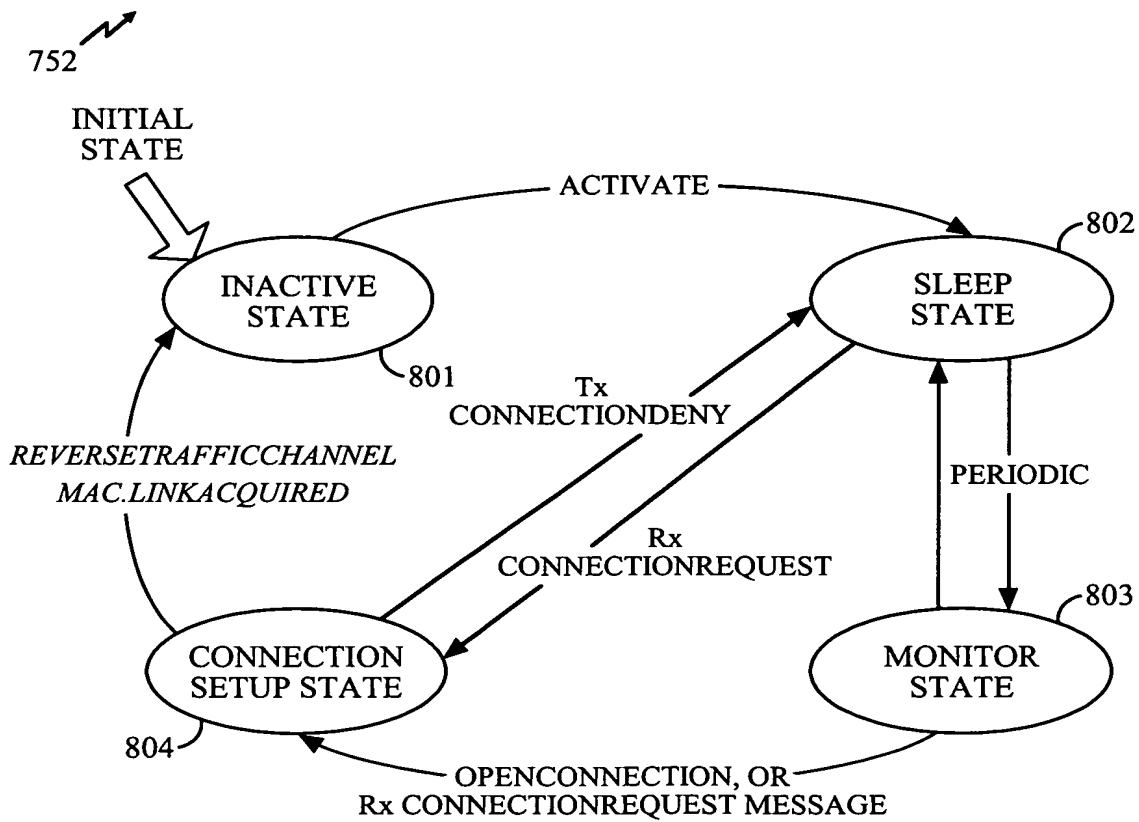 752
INITIAL
STATE
ACTIVATE
802
INACTIVE
STATE
SLEEP
STATE
801
Tx
CONNECTIONDENY
REVERSETRAFFICCHANNEL
MAC.LINKACQUIRED
PERIODIC
Rx
CONNECTIONREQUEST
803
CONNECTION
SETUP STATE
MONITOR
STATE
804
OPENCONNECTION, OR
Rx CONNECTIONREQUEST MESSAGE